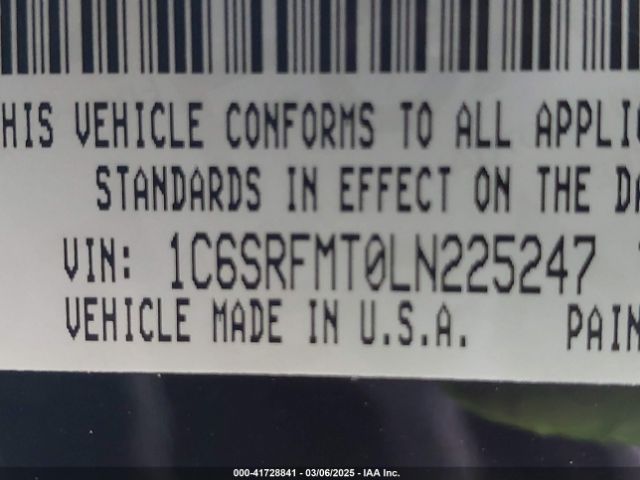 HIS VEHICLE CONFORMS TO ALL APPLIC
STANDARDS IN EFFECT ON THE DA
VIN: 1C6SRFMT0LN225247
VEHICLE MADE IN U.S.A. PAIN
000-41728841 - 03/06/2025 - IAA Inc.